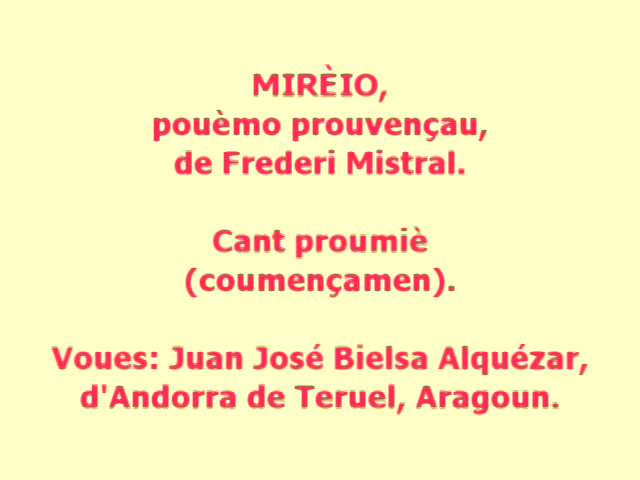 MIRÈIO,
pouèmo prouvençau,
de Frederi Mistral.
Cant proumiè
(coumençamen).
Voues: Juan José Bielsa Alquézar,
d'Andorra de Teruel, Aragoun.